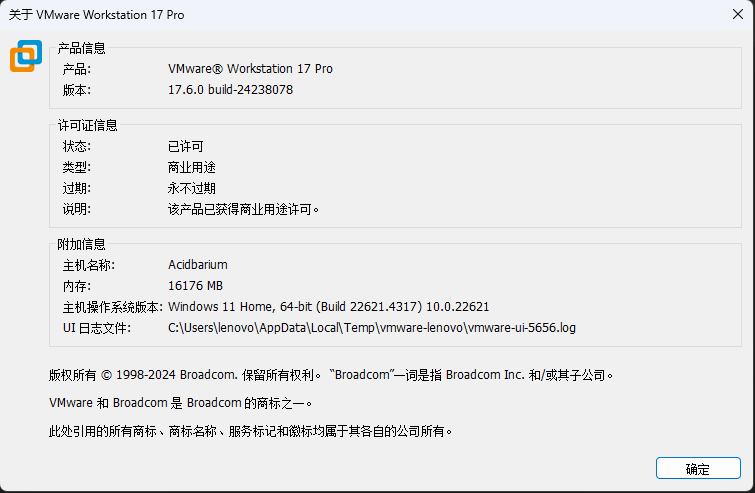 关于 VMware Workstation 17 Pro
产品信息
产品: VMware® Workstation 17 Pro
版本: 17.6.0 build-24238078
许可证信息
状态: 已许可
类型: 商业用途
过期: 永不过期
说明: 该产品已获得商业用途许可。
附加信息
主机名称: Acidbarium
内存: 16176 MB
主机操作系统版本: Windows 11 Home, 64-bit (Build 22621.4317) 10.0.22621
UI 日志文件: C:\Users\lenovo\AppData\Local\Temp\vmware-lenovo\vmware-ui-5656.log
版权所有 © 1998-2024 Broadcom. 保留所有权利。 “Broadcom”一词是指 Broadcom Inc. 和/或其子公司。
VMware 和 Broadcom 是 Broadcom 的商标之一。
此处引用的所有商标、商标名称、服务标记和徽标均属于其各自的公司所有。
确定